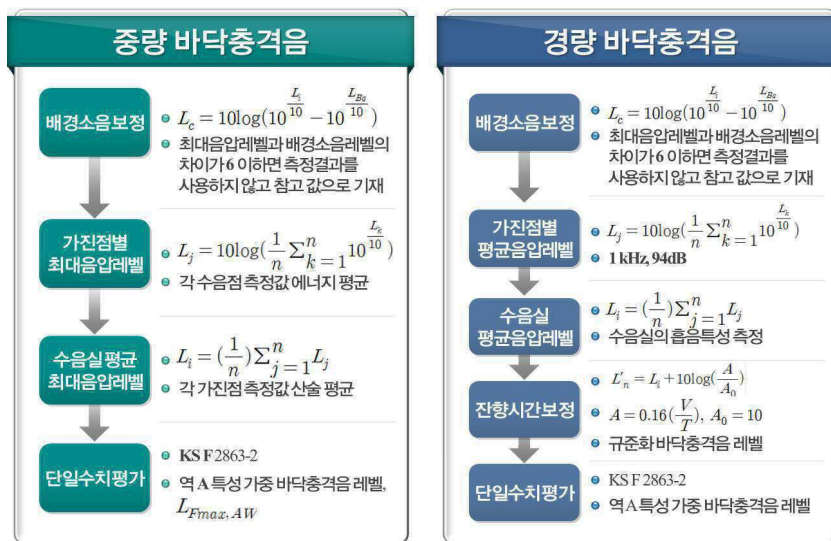 중량 바닥충격음
배경소음보정
L_c = 10log(10^{L_i/10} - 10^{L_{Bg}/10})
최대음압레벨과 배경소음레벨의
차이가 6 이하면 측정결과를
사용하지 않고 참고 값으로 기재
가진점별
최대음압레벨
L_j = 10log(\frac{1}{n} ∑_{k=1}^{n} 10^{L_k/10})
각 수음점 측정값 에너지 평균
수음실 평균
최대음압레벨
L_i = (\frac{1}{n}) ∑_{j=1}^{n} L_j
각 가진점 측정값 산술 평균
단일수치평가
KS F 2863-2
역 A 특성 가중 바닥충격음 레벨,
L_{Fmax, AW}
경량 바닥충격음
배경소음보정
L_c = 10log(10^{L_i/10} - 10^{L_{Bg}/10})
최대음압레벨과 배경소음레벨의
차이가 6 이하면 측정결과를
사용하지 않고 참고 값으로 기재
가진점별
평균음압레벨
L_j = 10log(\frac{1}{n} ∑_{k=1}^{n} 10^{L_k/10})
1 kHz, 94dB
수음실
평균음압레벨
L_i = (\frac{1}{n}) ∑_{j=1}^{n} L_j
수음실의 흡음특성 측정
잔향시간보정
L'_n = L_i + 10log(\frac{A}{A_0})
A = 0.16(\frac{V}{T}), A_0 = 10
규준화 바닥충격음 레벨
단일수치평가
KS F 2863-2
역A 특성 가중 바닥충격음 레벨